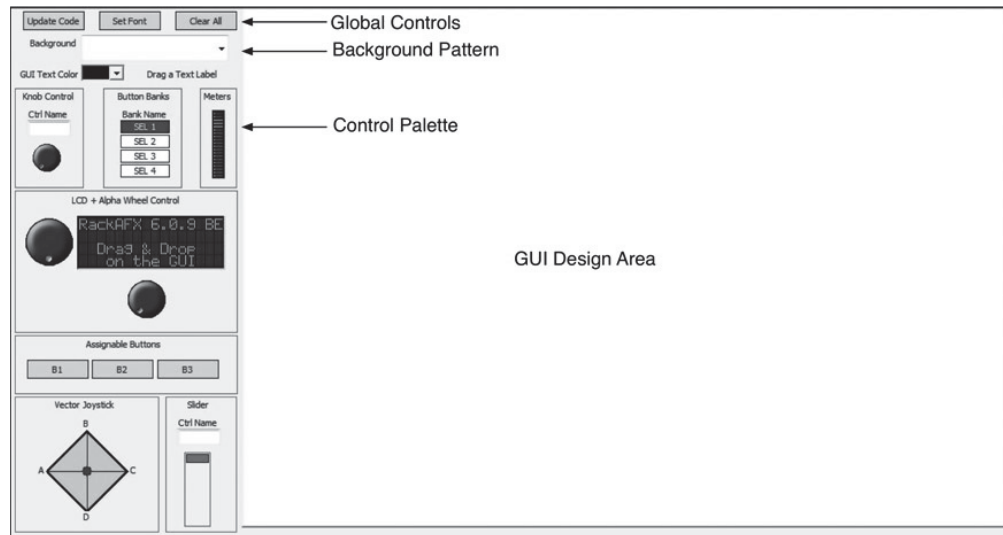 Update Code Set Font Clear All
Global Controls
Background
Background Pattern
GUI Text Color Drag a Text Label
Knob Control Button Banks Meters
Ctrl Name Bank Name
SEL 1
Control Palette
SEL 2
SEL 3
SEL 4
LCD + Alpha Wheel Control
RackAFX 6.0.9 BE
Drag & Drop
on the GUI
GUI Design Area
Assignable Buttons
B1 B2 B3
Vector Joystick Slider
B
Ctrl Name
A C
D